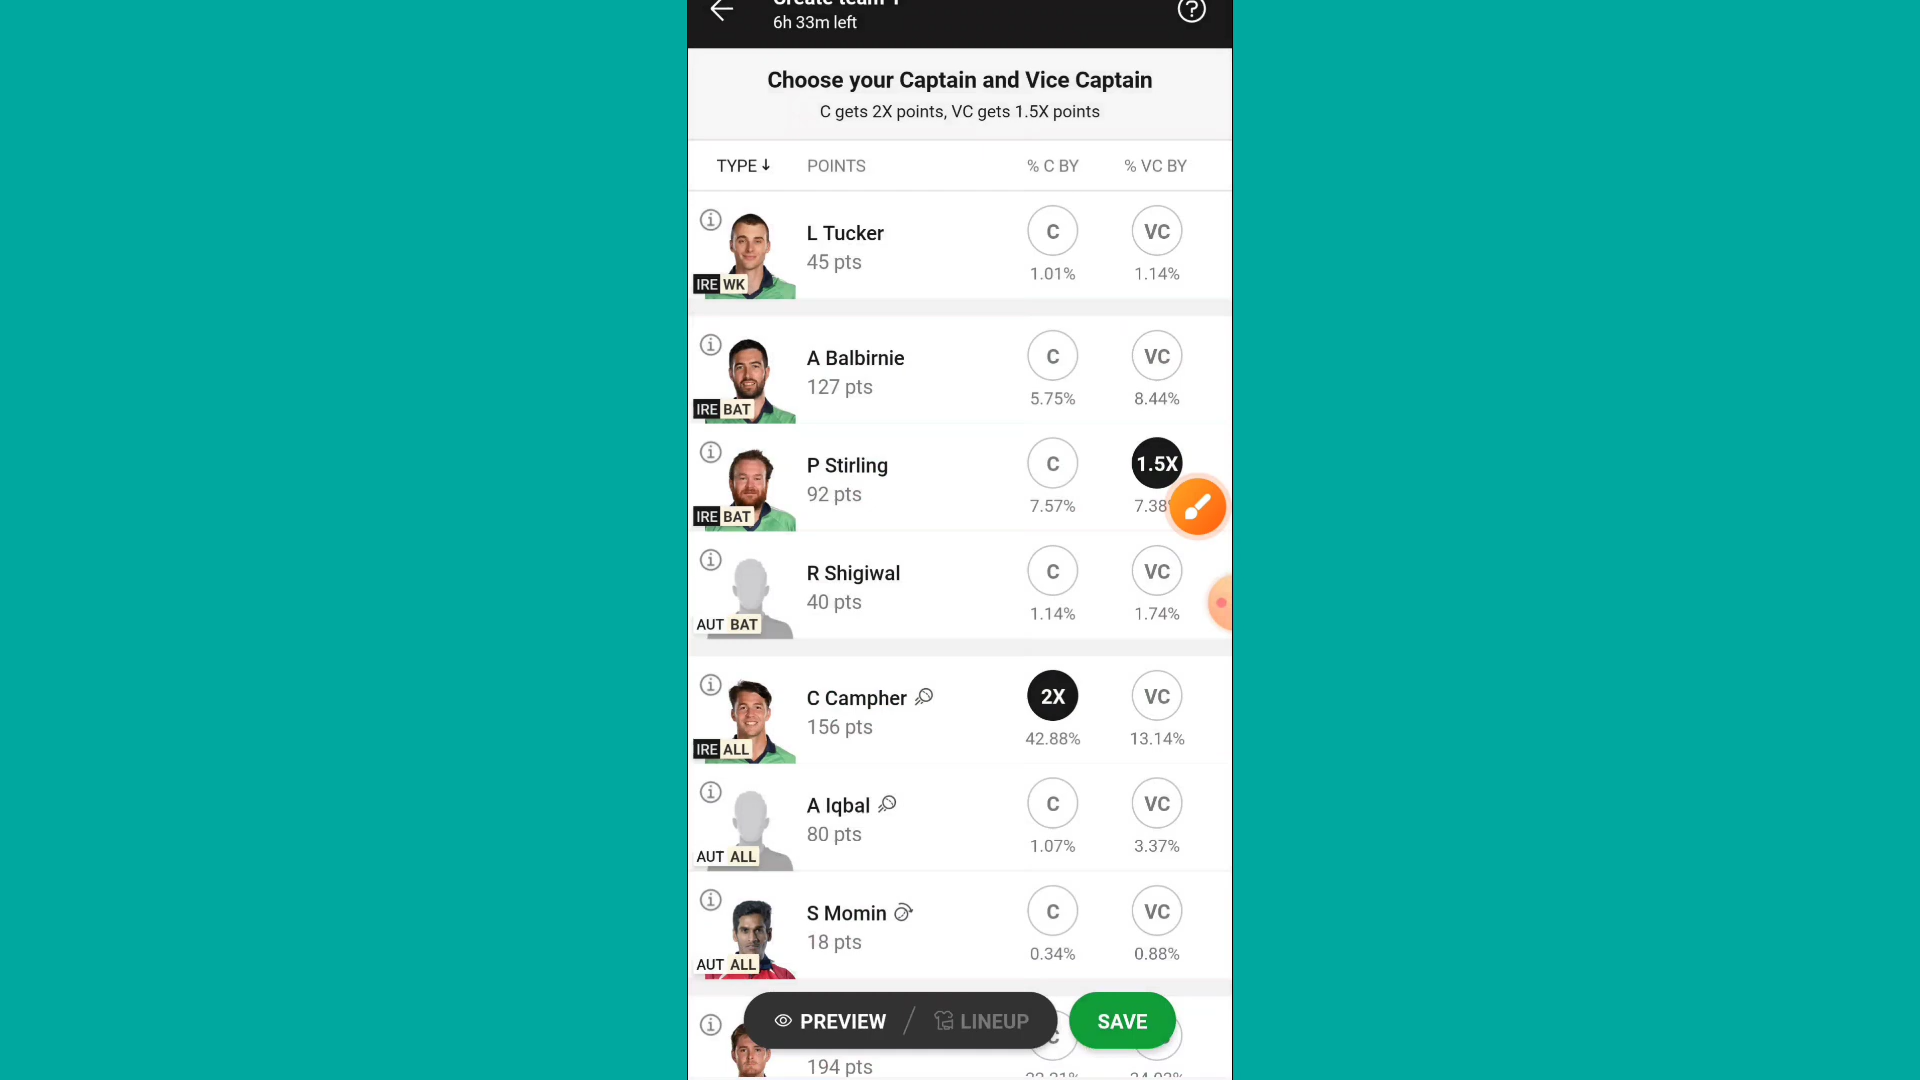 6h 33m left
Choose your Captain and Vice Captain
C gets 2X points, VC gets 1.5X points
TYPE↓ POINTS % C BY % VC BY
L Tucker
45 pts
C VC
1.01% 1.14%
IRE WK
A Balbirnie
127 pts
C VC
5.75% 8.44%
IRE BAT
P Stirling
92 pts
C 1.5X
7.57% 7.38
IRE BAT
R Shigiwal
40 pts
C VC
1.14% 1.74%
AUT BAT
C Campher
156 pts
2X VC
42.88% 13.14%
IRE ALL
A Iqbal
80 pts
C VC
1.07% 3.37%
AUT ALL
S Momin
18 pts
C VC
0.34% 0.88%
AUT ALL
PREVIEW / LINEUP SAVE
194 pts